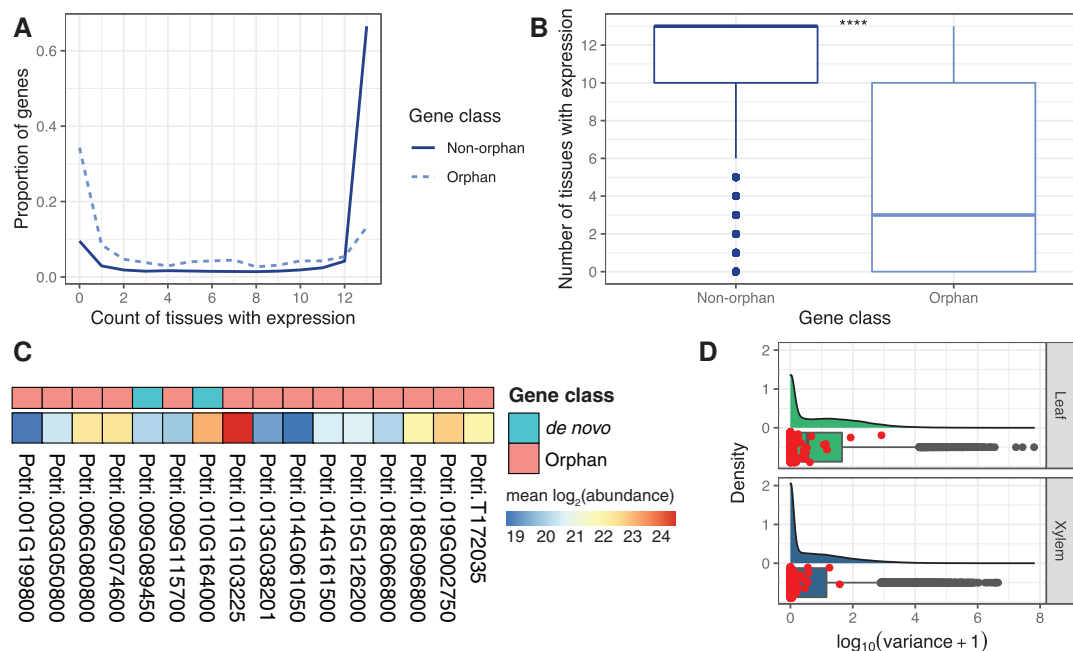 A
Proportion of genes
0.6
0.4
0.2
0.0
0 2 4 6 8 10 12
Count of tissues with expression
Gene class
Non-orphan
Orphan
B
Number of tissues with expression
12
10
8
6
4
2
0
****
Non-orphan
Orphan
Gene class
C
Potri.001G199800
Potri.003G050800
Potri.006G080800
Potri.009G074600
Potri.009G089450
Potri.009G115700
Potri.010G164000
Potri.011G103225
Potri.013G038201
Potri.014G061050
Potri.014G161500
Potri.015G126200
Potri.018G066800
Potri.018G096800
Potri.019G002750
Potri.T172035
Gene class
de novo
Orphan
mean log2(abundance)
19 20 21 22 23 24
D
Density
2
1
0
Leaf
2
1
0
Xylem
0 2 4 6 8
log10(variance + 1)